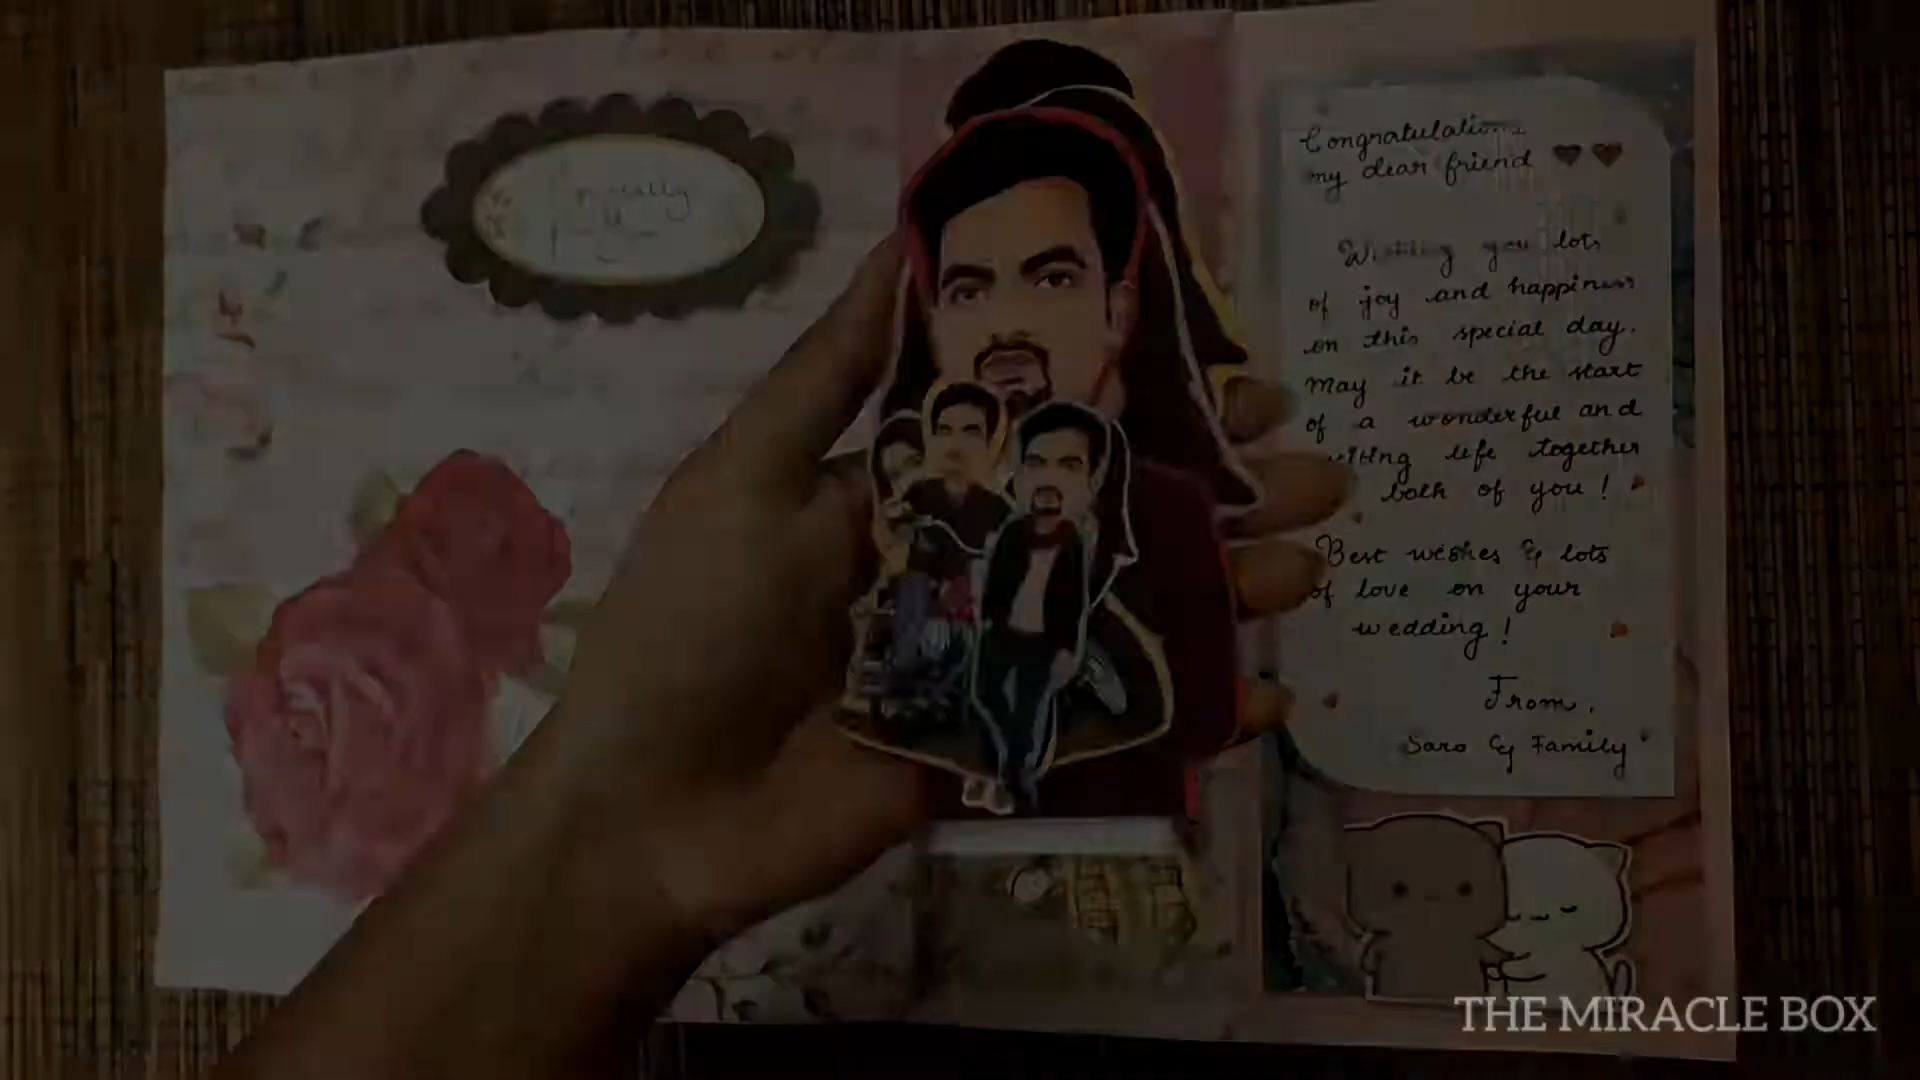 Congratulations
my dear friend
Wishing you lots
of joy and happiness
on this special day.
May it be the start
of a wonderful and
life together
both of you!
Best wishes & lots
of love on your
wedding!
From,
Saro & Family
THE MIRACLE BOX